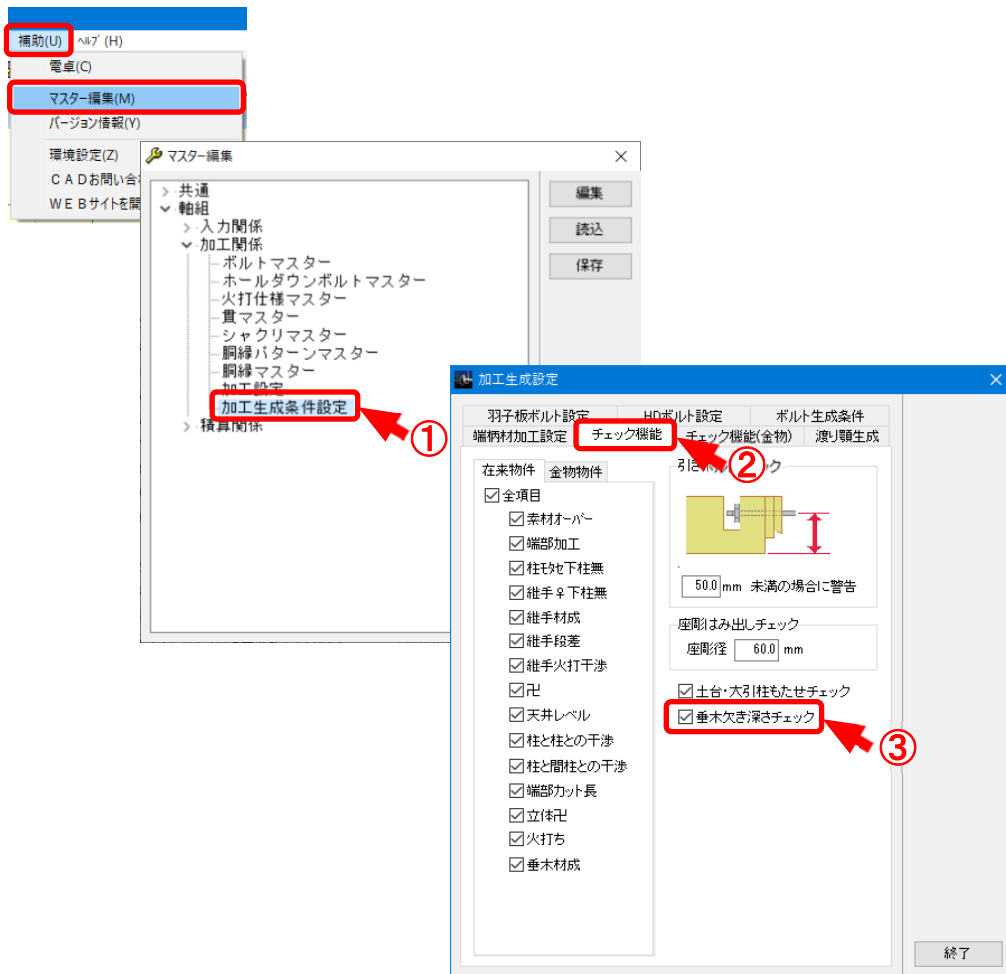 補助(U) ﾍﾙﾌﾟ(H)
電卓(C)
マスター編集(M)
バージョン情報(Y)
環境設定(Z)
ＣＡＤお問い合
ＷＥＢサイトを開
マスター編集
共通
軸組
入力関係
加工関係
ボルトマスター
ホールダウンボルトマスター
火打仕様マスター
貫マスター
シャクリマスター
胴縁パターンマスター
胴縁マスター
加工設定
加工生成条件設定
積算関係
編集
読込
保存
①
加工生成設定
羽子板ボルト設定 HDボルト設定 ボルト生成条件
端柄材加工設定 チェック機能 チェック機能(金物) 渡り顎生成
②
在来物件 金物物件
全項目
素材オーバー
端部加工
柱モタセ下柱無
継手♀下柱無
継手材成
継手段差
継手火打干渉
卍
天井レベル
柱と柱との干渉
柱と間柱との干渉
端部カット長
立体卍
火打ち
垂木材成
50.0 mm 未満の場合に警告
座彫はみ出しチェック
座彫径 60.0 mm
土台・大引柱もたせチェック
垂木欠き深さチェック
③
終了